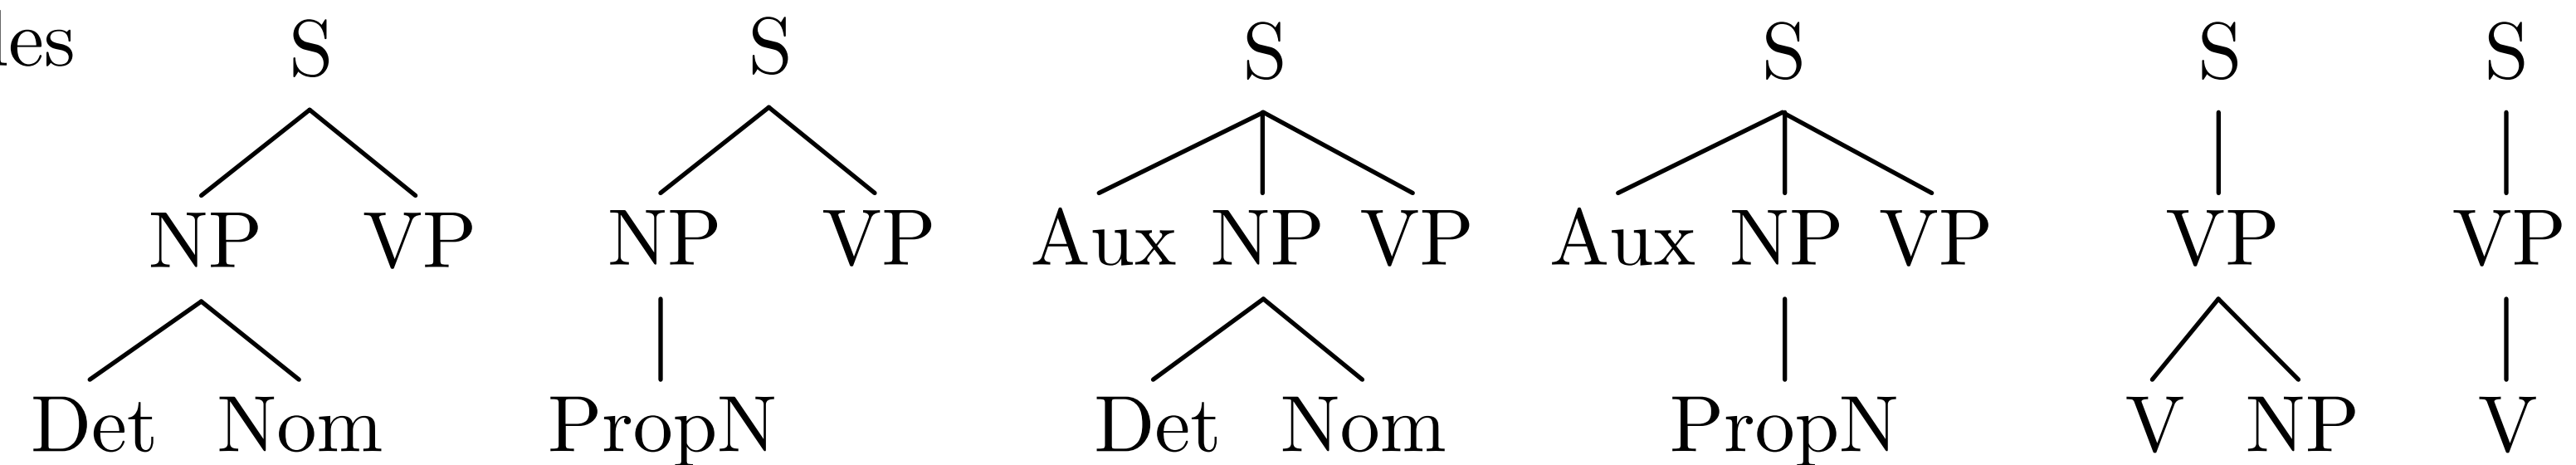 S S S S S S
NP VP NP VP Aux NP VP Aux NP VP VP VP
Det Nom PropN Det Nom PropN V NP V